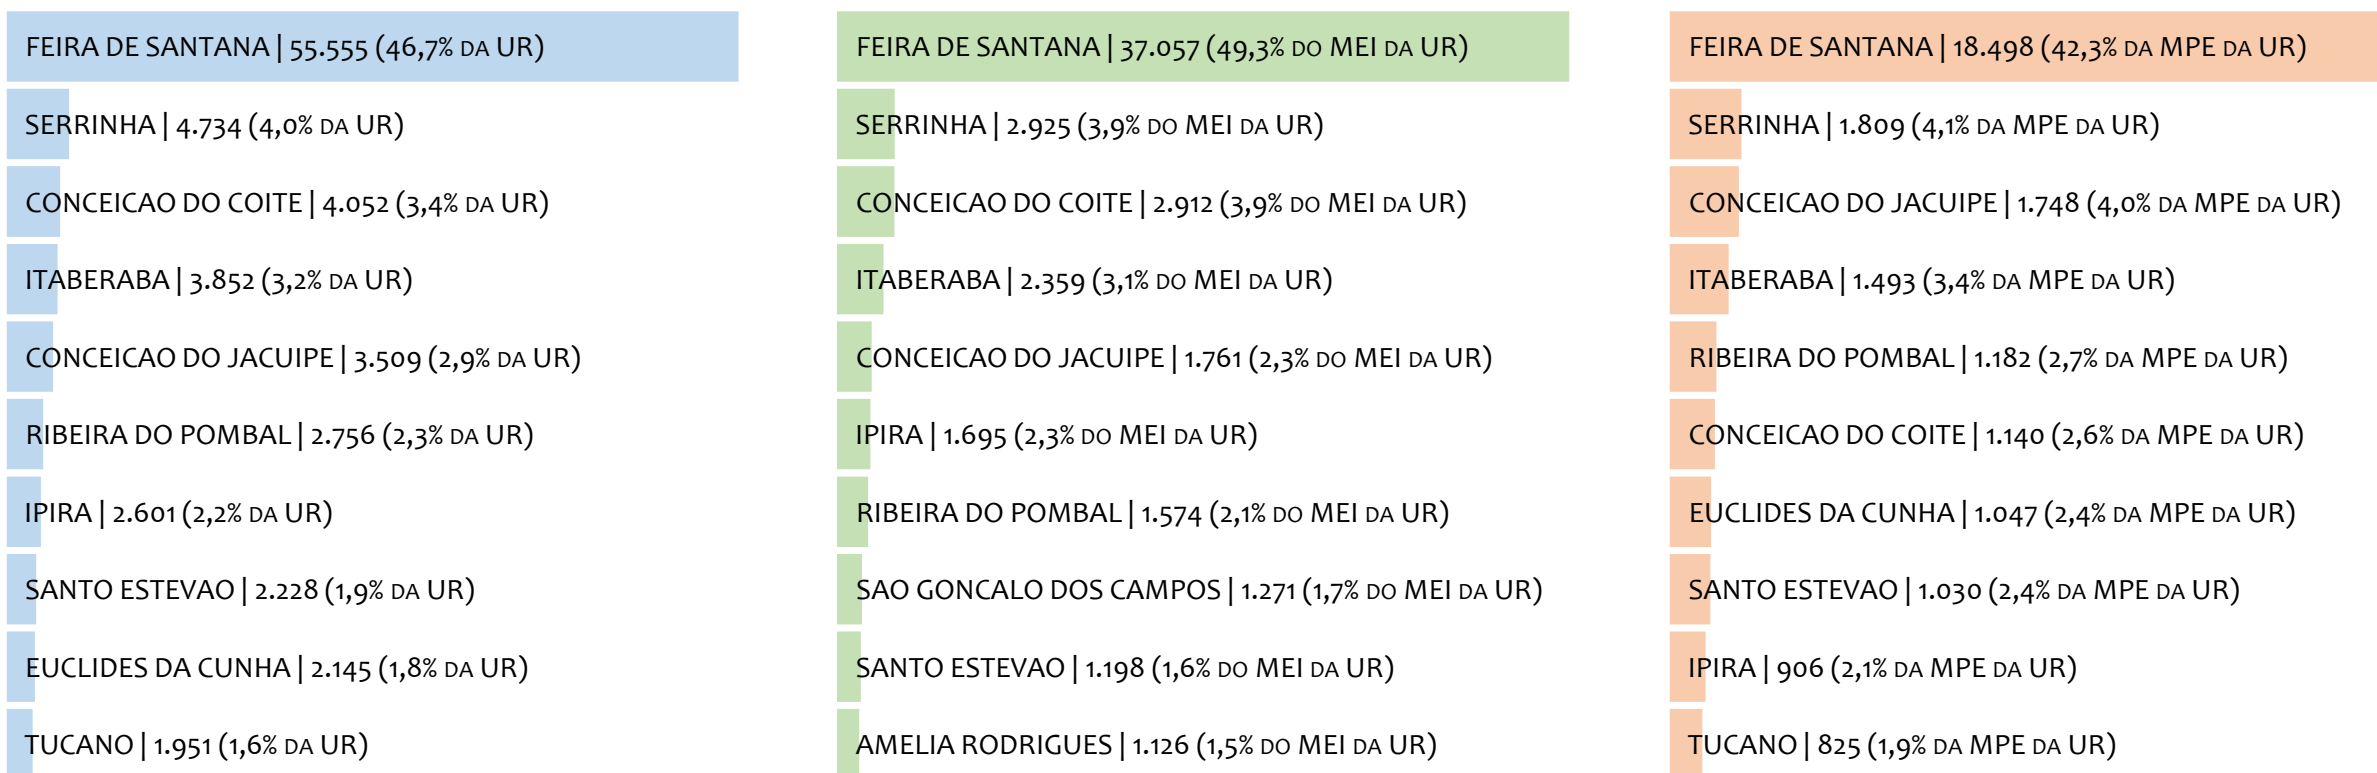 FEIRA DE SANTANA | 55.555 (46,7% DA UR)
SERRINHA | 4.734 (4,0% DA UR)
CONCEICAO DO COITE | 4.052 (3,4% DA UR)
ITABERABA | 3.852 (3,2% DA UR)
CONCEICAO DO JACUIPE | 3.509 (2,9% DA UR)
RIBEIRA DO POMBAL | 2.756 (2,3% DA UR)
IPIRA | 2.601 (2,2% DA UR)
SANTO ESTEVAO | 2.228 (1,9% DA UR)
EUCLIDES DA CUNHA | 2.145 (1,8% DA UR)
TUCANO | 1.951 (1,6% DA UR)
FEIRA DE SANTANA | 37.057 (49,3% DO MEI DA UR)
SERRINHA | 2.925 (3,9% DO MEI DA UR)
CONCEICAO DO COITE | 2.912 (3,9% DO MEI DA UR)
ITABERABA | 2.359 (3,1% DO MEI DA UR)
CONCEICAO DO JACUIPE | 1.761 (2,3% DO MEI DA UR)
IPIRA | 1.695 (2,3% DO MEI DA UR)
RIBEIRA DO POMBAL | 1.574 (2,1% DO MEI DA UR)
SAO GONCALO DOS CAMPOS | 1.271 (1,7% DO MEI DA UR)
SANTO ESTEVAO | 1.198 (1,6% DO MEI DA UR)
AMELIA RODRIGUES | 1.126 (1,5% DO MEI DA UR)
FEIRA DE SANTANA | 18.498 (42,3% DA MPE DA UR)
SERRINHA | 1.809 (4,1% DA MPE DA UR)
CONCEICAO DO JACUIPE | 1.748 (4,0% DA MPE DA UR)
ITABERABA | 1.493 (3,4% DA MPE DA UR)
RIBEIRA DO POMBAL | 1.182 (2,7% DA MPE DA UR)
CONCEICAO DO COITE | 1.140 (2,6% DA MPE DA UR)
EUCLIDES DA CUNHA | 1.047 (2,4% DA MPE DA UR)
SANTO ESTEVAO | 1.030 (2,4% DA MPE DA UR)
IPIRA | 906 (2,1% DA MPE DA UR)
TUCANO | 825 (1,9% DA MPE DA UR)